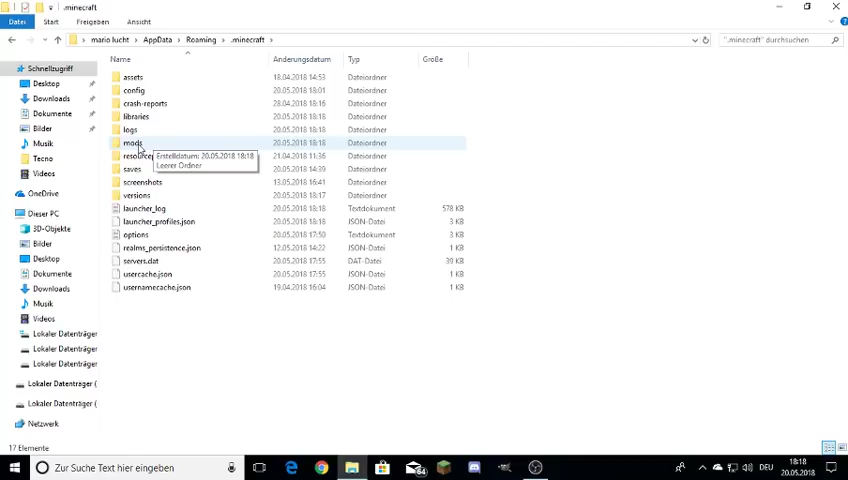 .minecraft
Datei Start Freigeben Ansicht
mario lucht > AppData > Roaming > .minecraft >
".minecraft" durchsuchen
Name Änderungsdatum Typ Größe
assets 18.04.2018 14:53 Dateiordner
config 20.05.2018 18:01 Dateiordner
crash-reports 28.04.2018 18:16 Dateiordner
libraries 20.05.2018 18:18 Dateiordner
logs 20.05.2018 18:18 Dateiordner
mods 20.05.2018 18:18 Dateiordner
21.04.2018 11:36 Dateiordner
Erstelldatum: 20.05.2018 18:18
Leerer Ordner
saves 20.05.2018 14:39 Dateiordner
screenshots 13.05.2018 16:41 Dateiordner
versions 20.05.2018 18:17 Dateiordner
launcher_log 20.05.2018 18:18 Textdokument 578 KB
launcher_profiles.json 20.05.2018 18:18 JSON-Datei 3 KB
options 20.05.2018 17:50 Textdokument 3 KB
realms_persistence.json 12.05.2018 14:22 JSON-Datei 1 KB
servers.dat 20.05.2018 17:55 DAT-Datei 39 KB
usercache.json 20.05.2018 17:55 JSON-Datei 1 KB
usernamecache.json 19.04.2018 16:04 JSON-Datei 1 KB
Schnellzugriff
Desktop
Downloads
Dokumente
Bilder
Musik
Tecno
Videos
OneDrive
Dieser PC
3D-Objekte
Bilder
Desktop
Dokumente
Downloads
Musik
Videos
Lokaler Datenträger
Lokaler Datenträger
Lokaler Datenträger
Lokaler Datenträger (
Lokaler Datenträger (
Netzwerk
17 Elemente
Zur Suche Text hier eingeben
64
DEU
18:18
20.05.2018